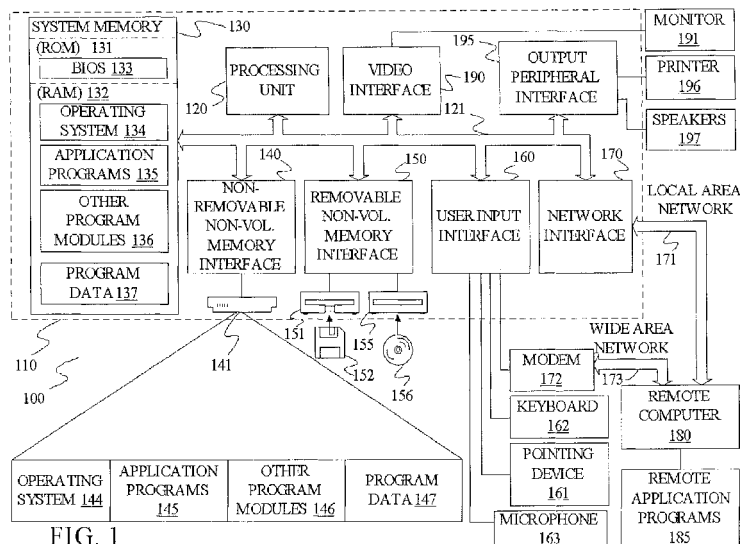 SYSTEM MEMORY
130
(ROM) 131
BIOS 133
(RAM) 132
OPERATING
SYSTEM 134
APPLICATION
PROGRAMS 135
OTHER
PROGRAM
MODULES 136
PROGRAM
DATA 137
120
PROCESSING
UNIT
VIDEO
INTERFACE
190
195
OUTPUT
PERIPHERAL
INTERFACE
121
MONITOR
191
PRINTER
196
SPEAKERS
197
140
NON-
REMOVABLE
NON-VOL.
MEMORY
INTERFACE
150
REMOVABLE
NON-VOL.
MEMORY
INTERFACE
160
USER INPUT
INTERFACE
170
NETWORK
INTERFACE
LOCAL AREA
NETWORK
171
141
151
152
155
156
110
100
WIDE AREA
NETWORK
173
MODEM
172
KEYBOARD
162
POINTING
DEVICE
161
MICROPHONE
163
REMOTE
COMPUTER
180
REMOTE
APPLICATION
PROGRAMS
185
OPERATING
SYSTEM 144
APPLICATION
PROGRAMS
145
OTHER
PROGRAM
MODULES 146
PROGRAM
DATA 147
FIG. 1